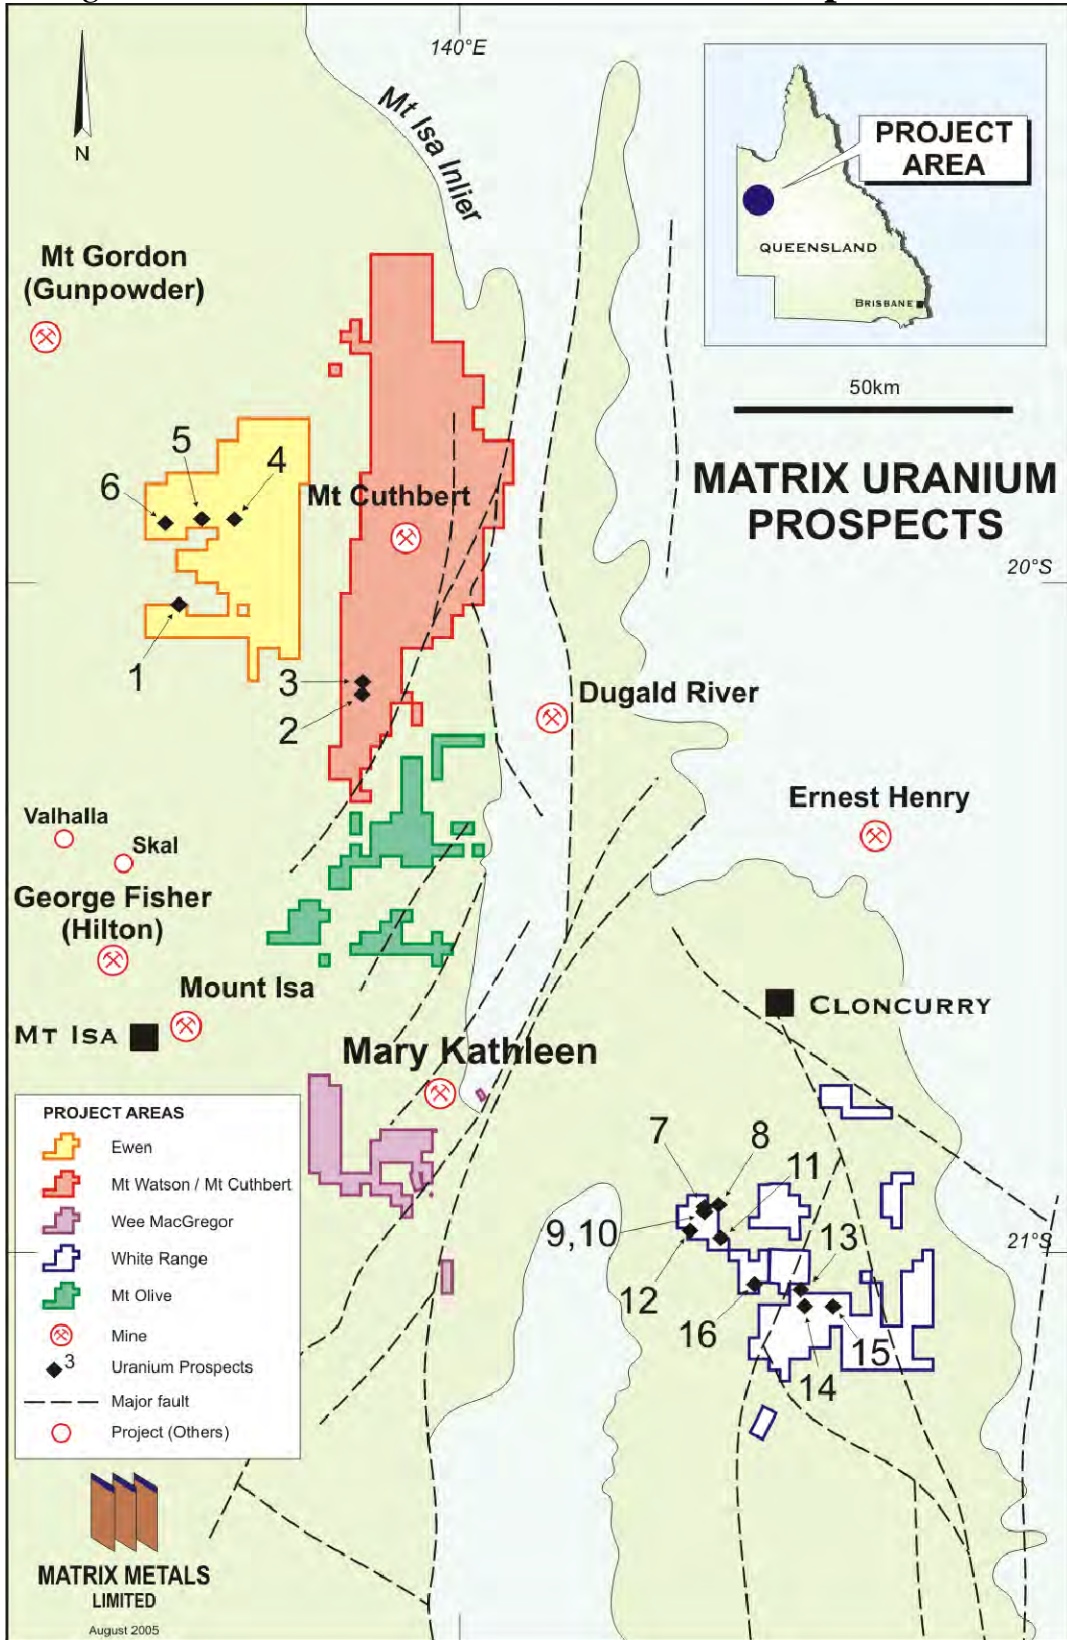 140°E
Mt Isa Inlier
N
PROJECT
AREA
QUEENSLAND
BRISBANE
Mt Gordon
(Gunpowder)
50km
MATRIX URANIUM
PROSPECTS
5
4
6
Mt Cuthbert
20°S
1
3
2
Dugald River
Ernest Henry
Valhalla
Skal
George Fisher
(Hilton)
Mount Isa
MT ISA
CLONCURRY
Mary Kathleen
7
8
11
9,10
13
21°S
12
16
15
14
PROJECT AREAS
Ewen
Mt Watson / Mt Cuthbert
Wee MacGregor
White Range
Mt Olive
Mine
3
Uranium Prospects
Major fault
Project (Others)
MATRIX METALS
LIMITED
August 2005